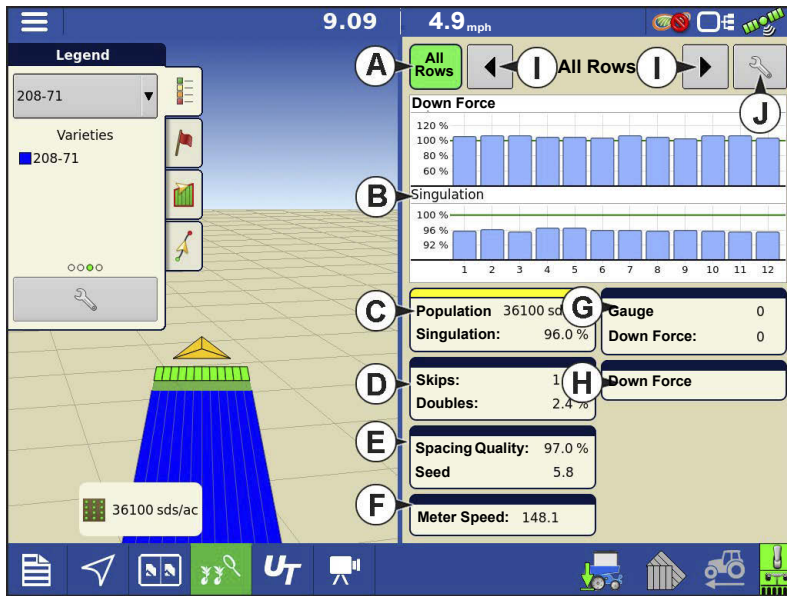 9.09
4.9 mph
Legend
208-71
Varieties
208-71
36100 sds/ac
A
All Rows
I
All Rows
I
J
Down Force
120 %
100 %
80 %
60 %
B
Singulation
100 %
96 %
92 %
1 2 3 4 5 6 7 8 9 10 11 12
C
Population 36100 sd
Singulation: 96.0 %
G
Gauge 0
Down Force: 0
D
Skips: 1
Doubles: 2.4 %
H
Down Force
E
Spacing Quality: 97.0 %
Seed 5.8
F
Meter Speed: 148.1
UT